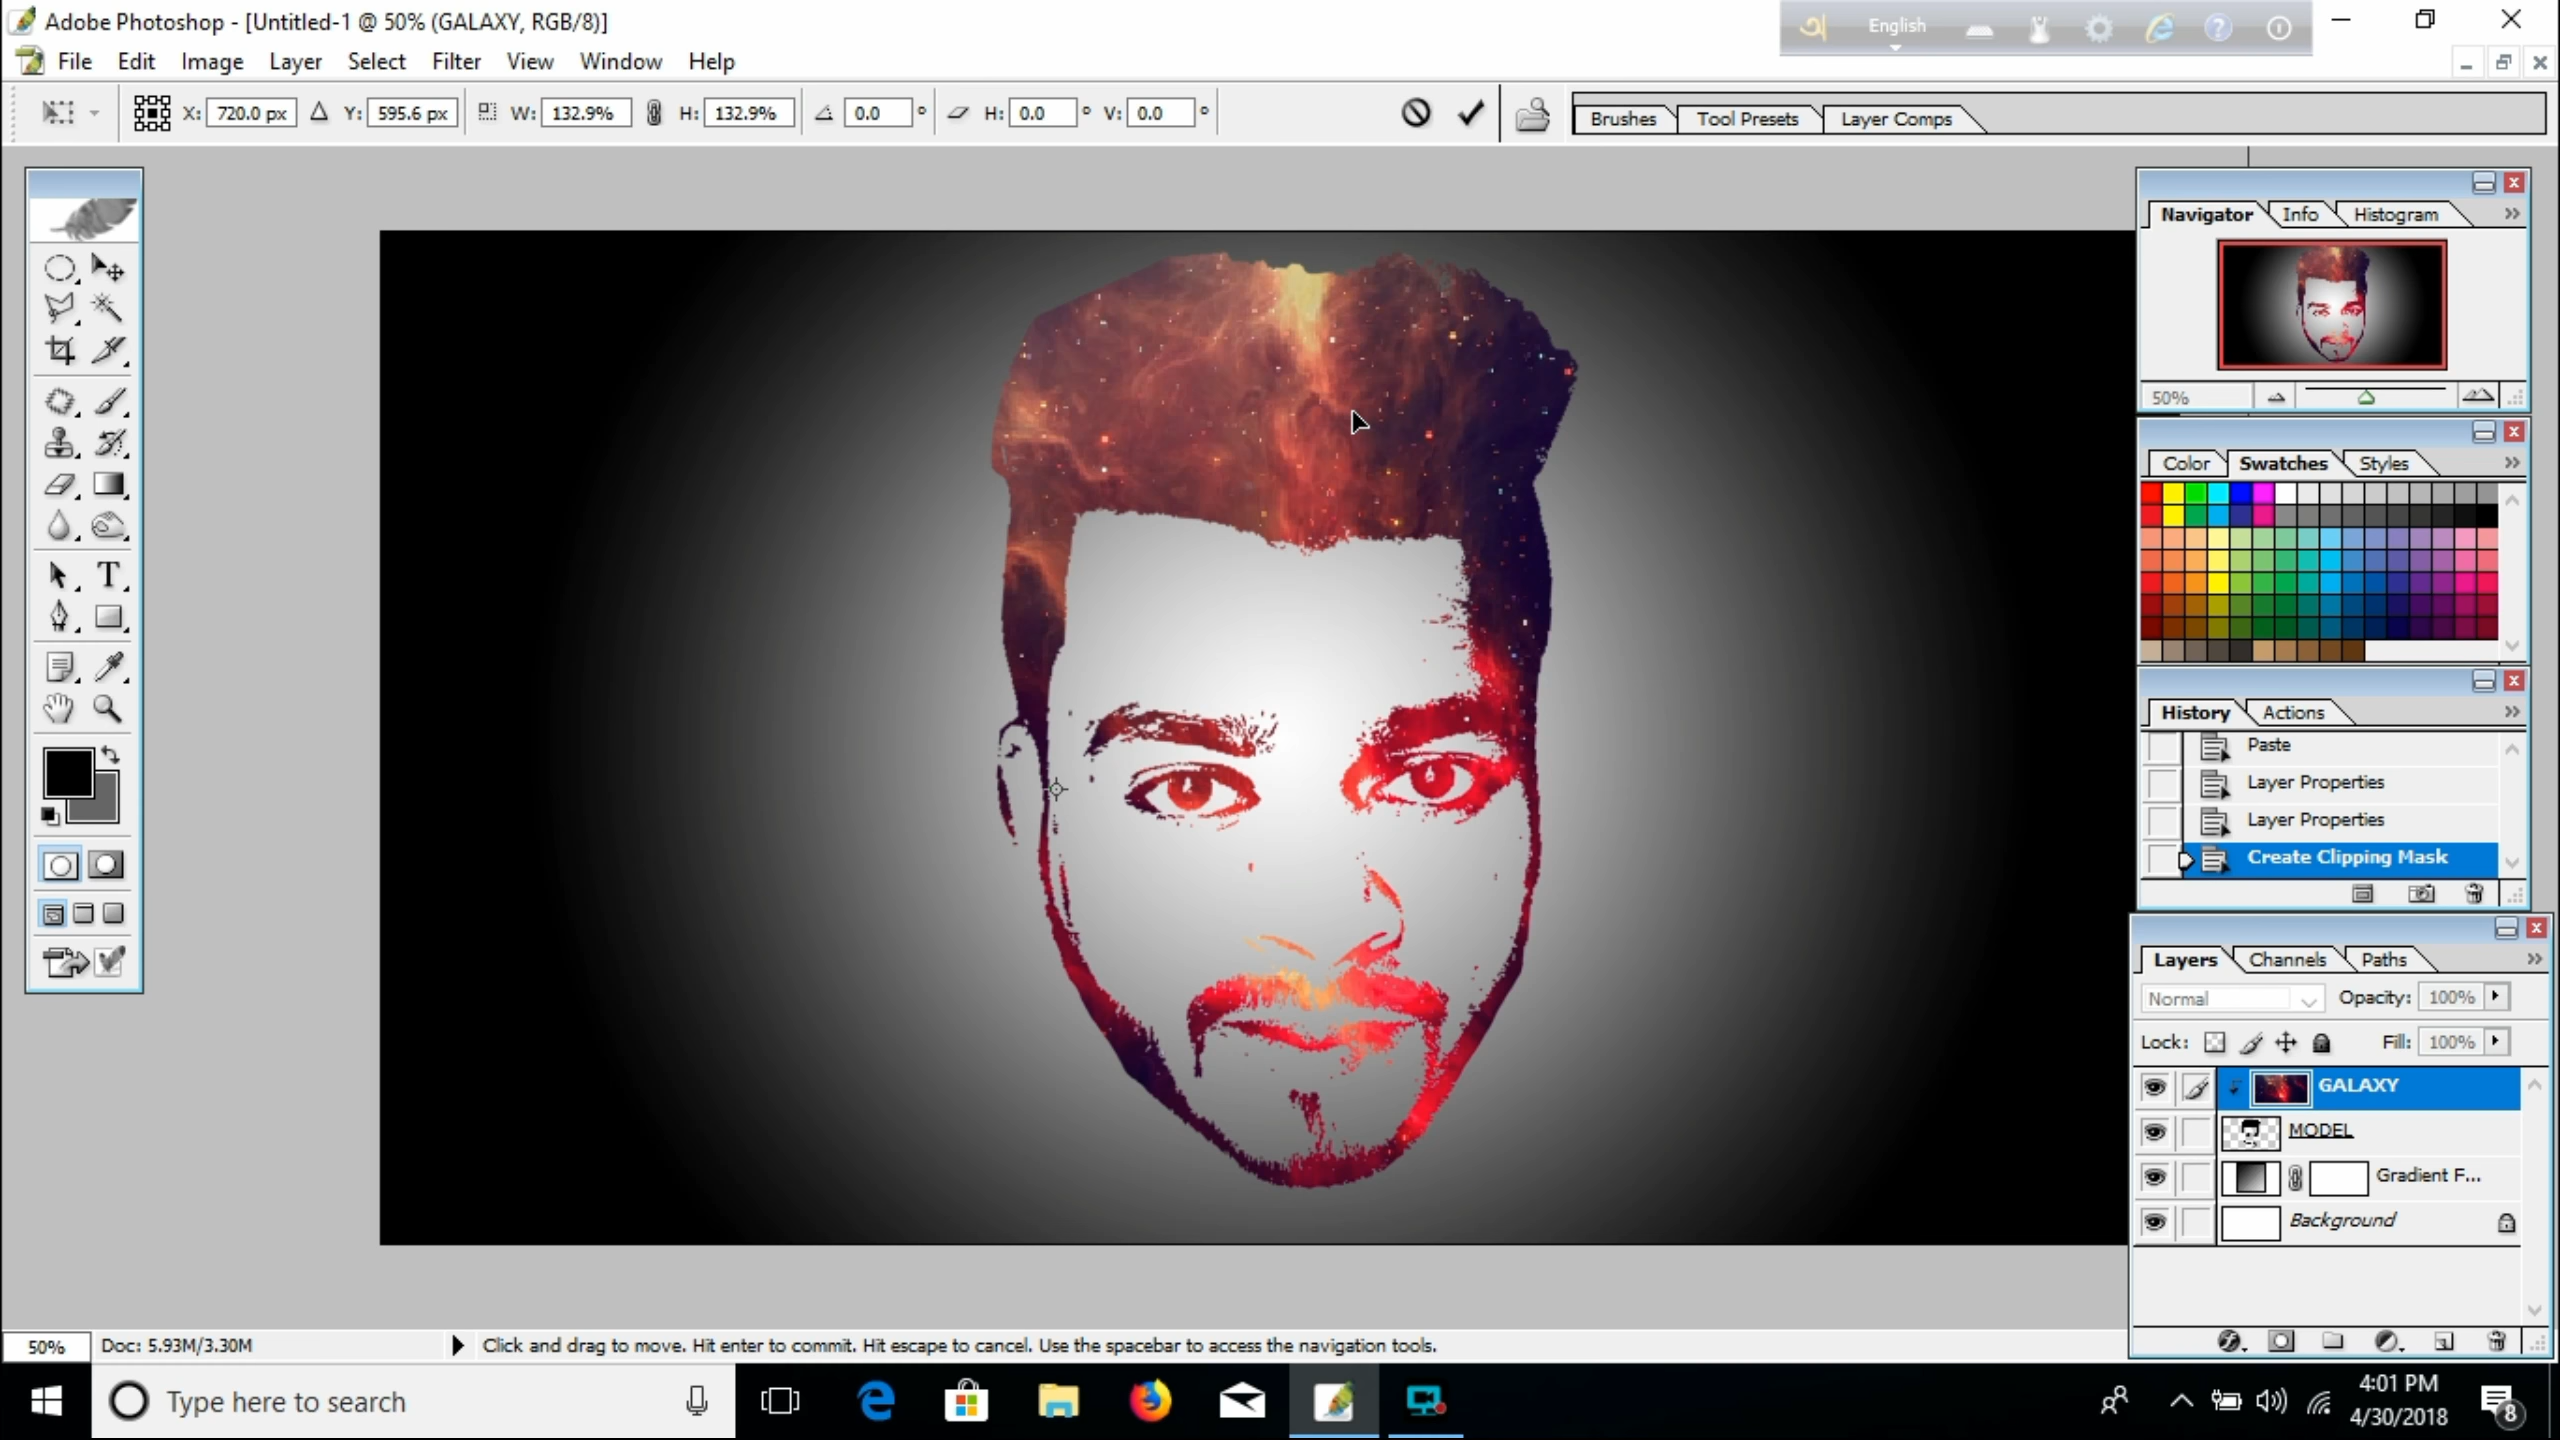 Adobe Photoshop - [Untitled-1 @ 50% (GALAXY, RGB/8)]
English
File Edit Image Layer Select Filter View Window Help
X: 720.0 px Y: 595.6 px W: 132.9% H: 132.9% 0.0 ° H: 0.0 ° V: 0.0 °
Brushes Tool Presets Layer Comps
Navigator Info Histogram
50%
Color Swatches Styles
T
History Actions
Paste
Layer Properties
Layer Properties
Create Clipping Mask
Layers Channels Paths
Normal Opacity: 100%
Lock: Fill: 100%
GALAXY
MODEL
Gradient F...
Background
50% Doc: 5.93M/3.30M Click and drag to move. Hit enter to commit. Hit escape to cancel. Use the spacebar to access the navigation tools.
Type here to search
4:01 PM
4/30/2018
8